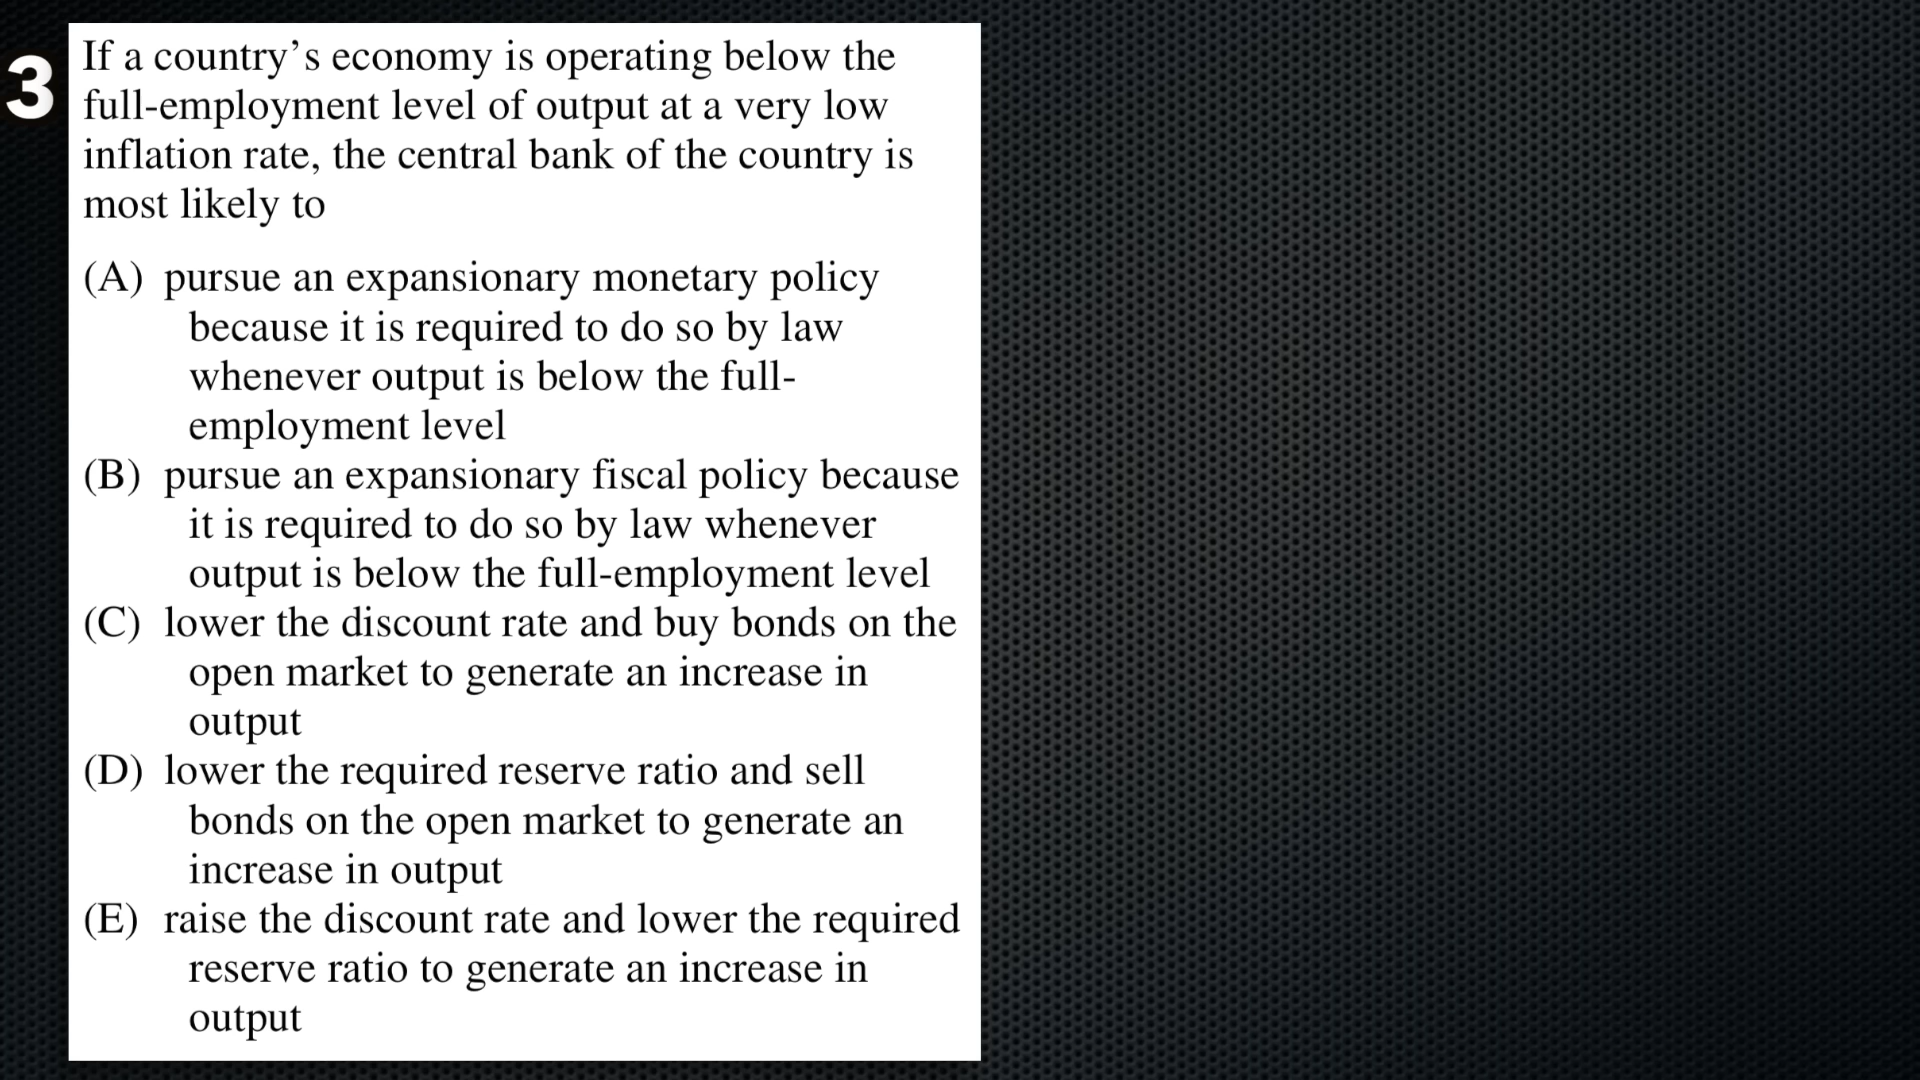 3
If a country’s economy is operating below the
full-employment level of output at a very low
inflation rate, the central bank of the country is
most likely to
(A) pursue an expansionary monetary policy
because it is required to do so by law
whenever output is below the full-
employment level
(B) pursue an expansionary fiscal policy because
it is required to do so by law whenever
output is below the full-employment level
(C) lower the discount rate and buy bonds on the
open market to generate an increase in
output
(D) lower the required reserve ratio and sell
bonds on the open market to generate an
increase in output
(E) raise the discount rate and lower the required
reserve ratio to generate an increase in
output